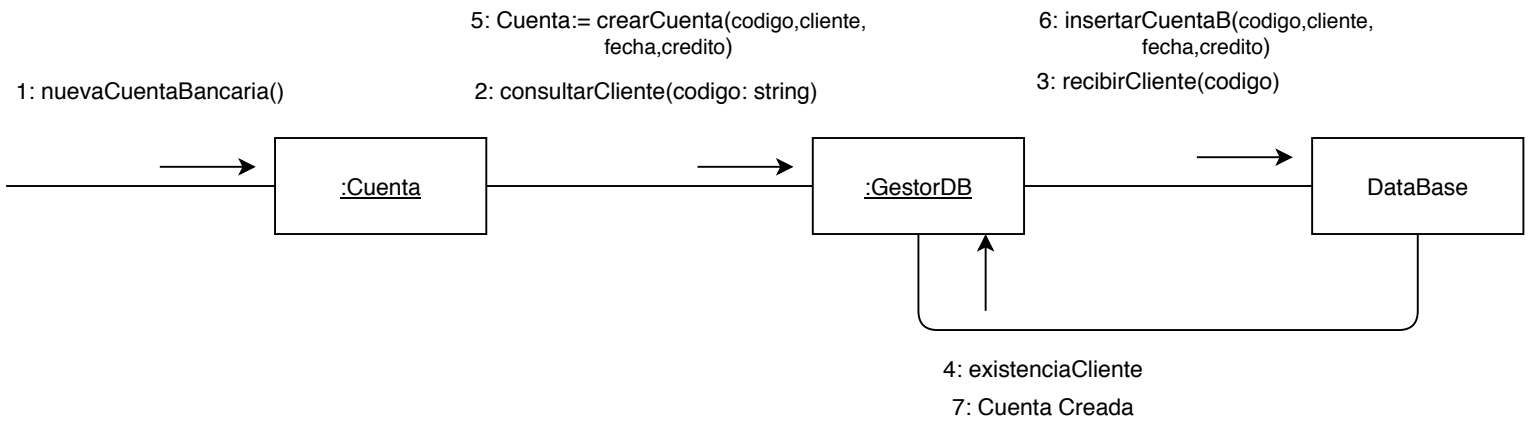 5: Cuenta:= crearCuenta(codigo,cliente,
fecha,credito)
6: insertarCuentaB(codigo,cliente,
fecha,credito)
1: nuevaCuentaBancaria()
2: consultarCliente(codigo: string)
3: recibirCliente(codigo)
:Cuenta
:GestorDB
DataBase
4: existenciaCliente
7: Cuenta Creada